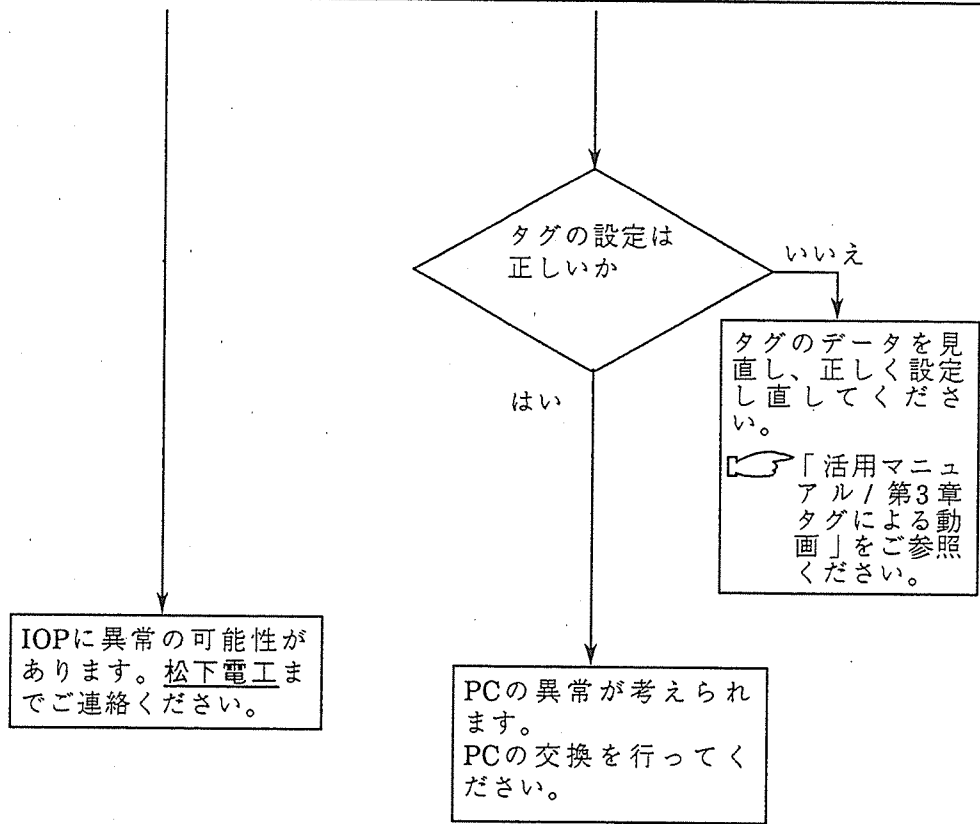 タグの設定は
正しいか
いいえ
タグのデータを見
直し、正しく設定
し直してくださ
い。
「活用マニュ
アル/第3章
タグによる動
画」をご参照
ください。
はい
IOPに異常の可能性が
あります。松下電工ま
でご連絡ください。
PCの異常が考えられ
ます。
PCの交換を行ってく
ださい。